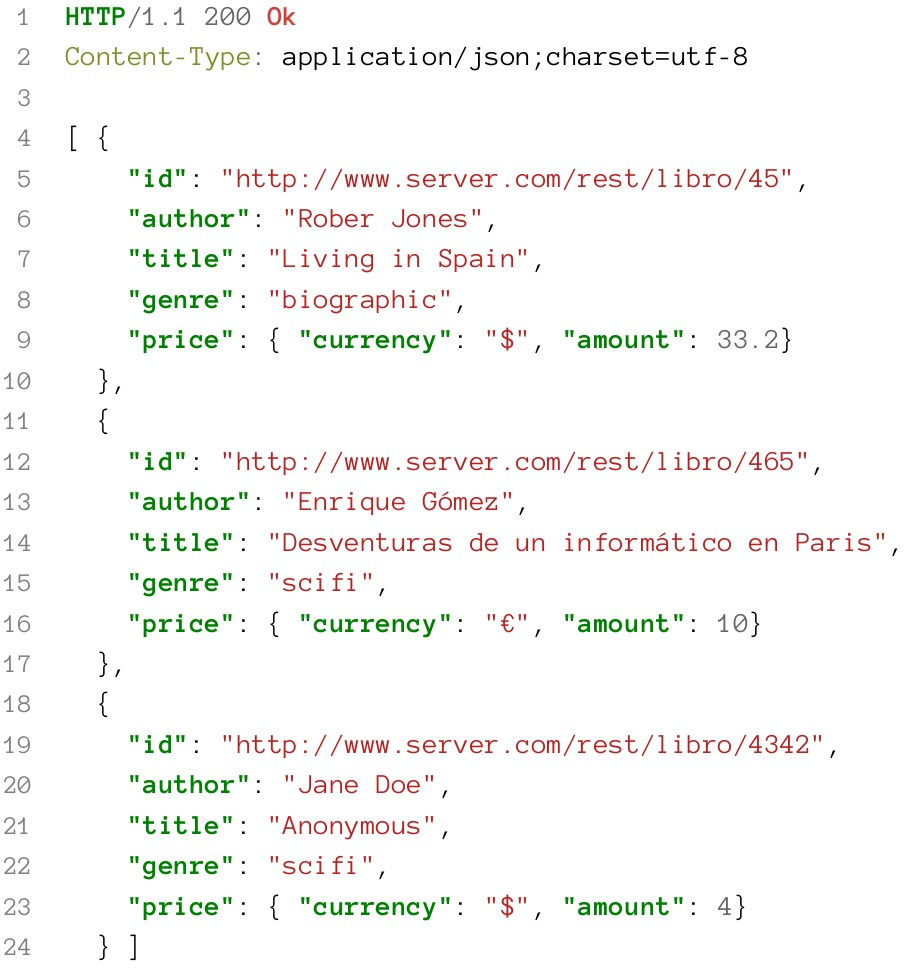 1 HTTP/1.1 200 Ok
2 Content-Type: application/json;charset=utf-8
3
4 [ {
5 "id": "http://www.server.com/rest/libro/45",
6 "author": "Rober Jones",
7 "title": "Living in Spain",
8 "genre": "biographic",
9 "price": { "currency": "$", "amount": 33.2}
10 },
11 {
12 "id": "http://www.server.com/rest/libro/465",
13 "author": "Enrique Gómez",
14 "title": "Desventuras de un informático en Paris",
15 "genre": "scifi",
16 "price": { "currency": "€", "amount": 10}
17 },
18 {
19 "id": "http://www.server.com/rest/libro/4342",
20 "author": "Jane Doe",
21 "title": "Anonymous",
22 "genre": "scifi",
23 "price": { "currency": "$", "amount": 4}
24 } ]